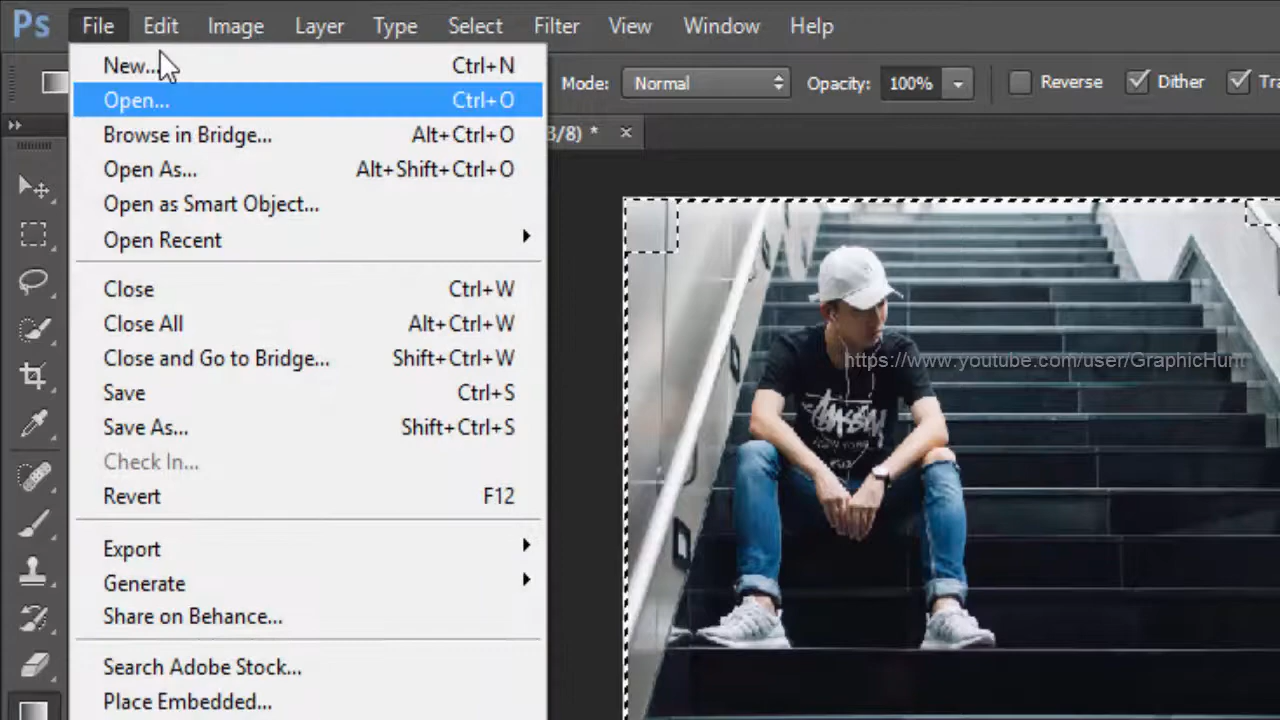 Ps File Edit Image Layer Type Select Filter View Window Help
Mode: Normal Opacity: 100% Reverse Dither Tra
3/8) * ×
New... Ctrl+N
Open... Ctrl+O
Browse in Bridge... Alt+Ctrl+O
Open As... Alt+Shift+Ctrl+O
Open as Smart Object...
Open Recent
Close Ctrl+W
Close All Alt+Ctrl+W
Close and Go to Bridge... Shift+Ctrl+W
Save Ctrl+S
Save As... Shift+Ctrl+S
Check In...
Revert F12
Export
Generate
Share on Behance...
Search Adobe Stock...
Place Embedded...
https://www.youtube.com/user/GraphicHunt